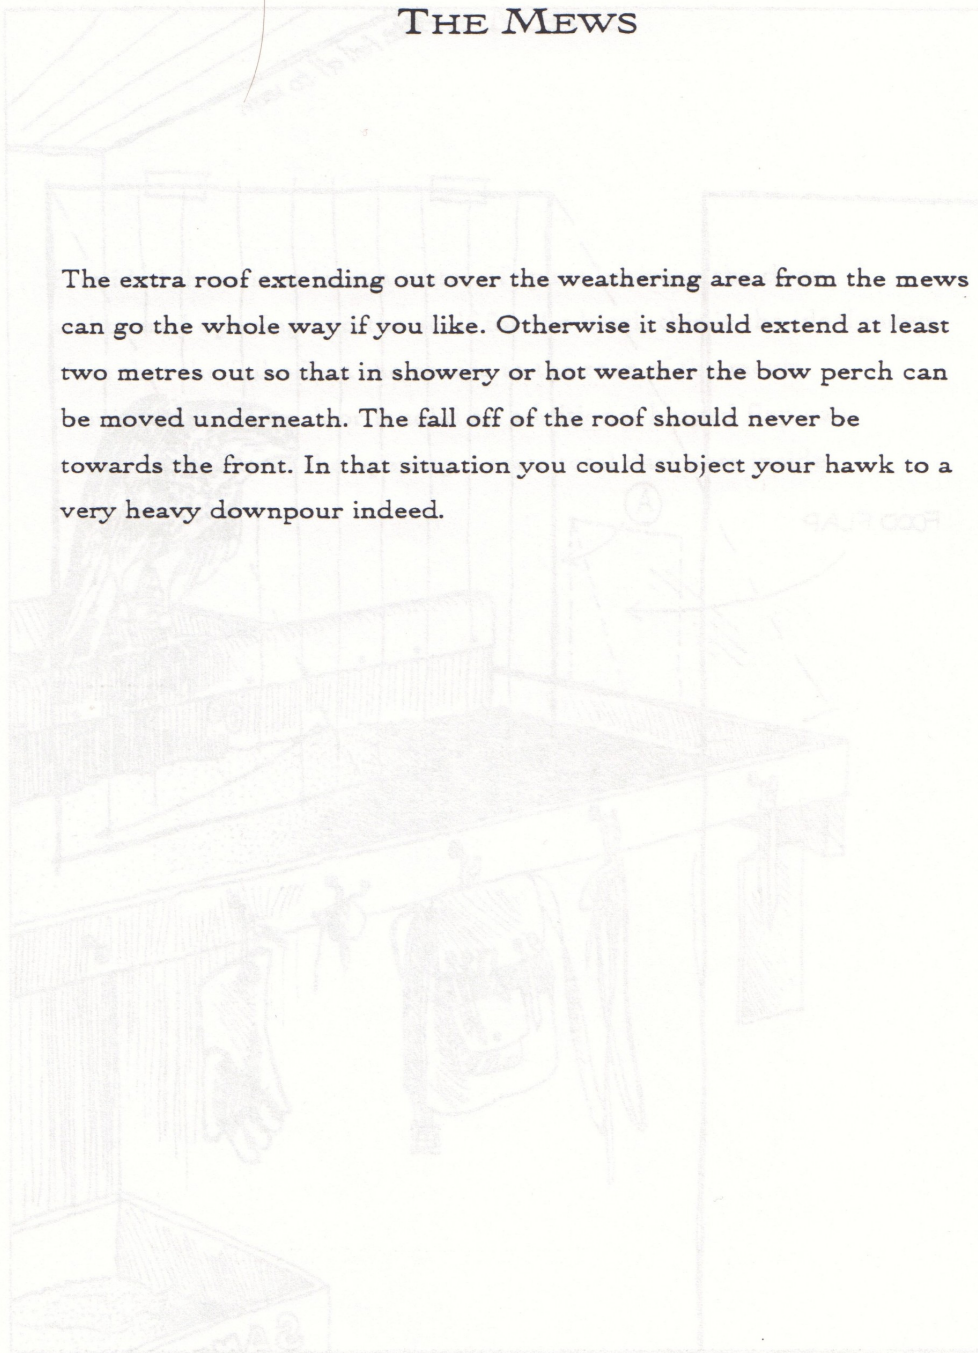 THE MEWS
The extra roof extending out over the weathering area from the mews
can go the whole way if you like. Otherwise it should extend at least
two metres out so that in showery or hot weather the bow perch can
be moved underneath. The fall off of the roof should never be
towards the front. In that situation you could subject your hawk to a
very heavy downpour indeed.
FOOD FLAP
A